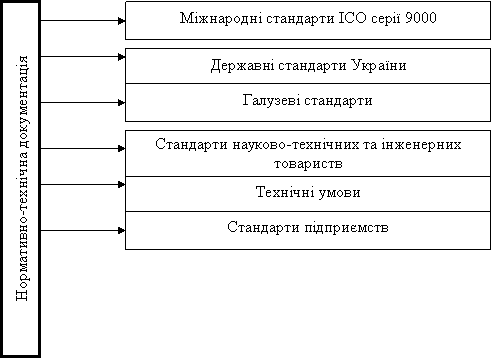 Нормативно-технічна документація
Міжнародні стандарти ІСО серії 9000
Державні стандарти України
Галузеві стандарти
Стандарти науково-технічних та інженерних
товариств
Технічні умови
Стандарти підприємств